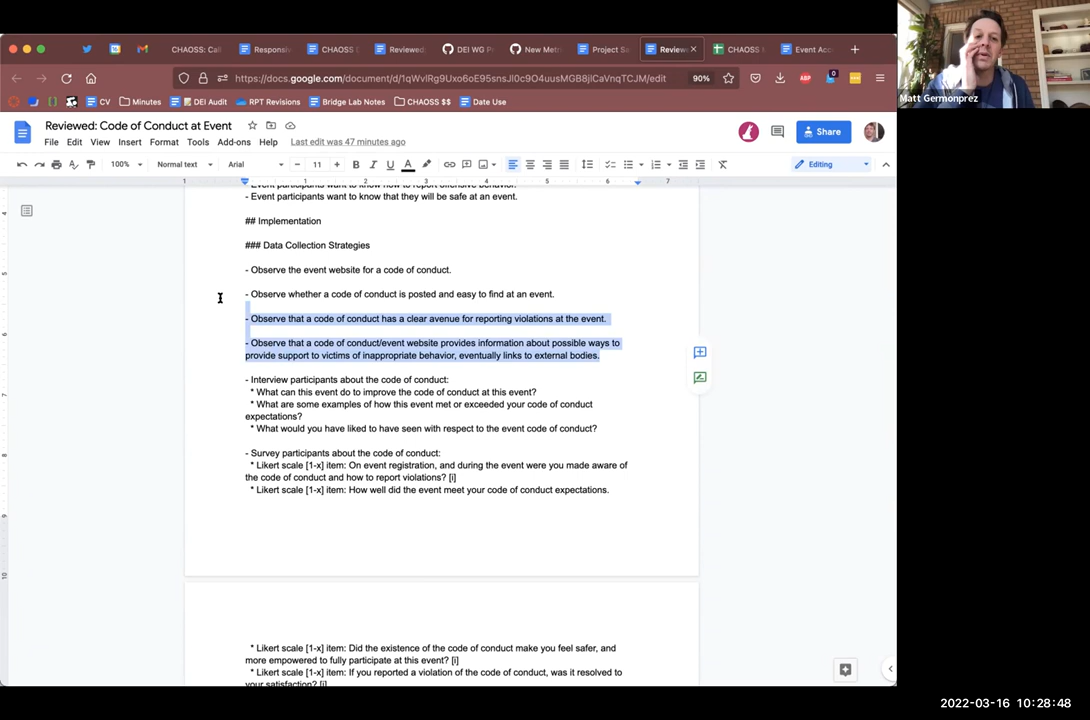 CHAOSS: Cal
Responsi
CHAOSS
Reviewed:
DEI WG P
New Metr
Project Sa
Review
CHAOSS
Event Acc
https://docs.google.com/document/d/
90%
CV
Minutes
DEI Audit
RPT Revisions
Bridge Lab Notes
CHAOSS $$
Date Use
Matt Germonprez
Reviewed: Code of Conduct at Event
File Edit View Insert Format Tools Add-ons Help Last edit was 47 minutes ago
Share
100% Normal text Arial 11 Editing
- Event participants want to know how to report offensive behavior.
- Event participants want to know that they will be safe at an event.
## Implementation
### Data Collection Strategies
- Observe the event website for a code of conduct.
- Observe whether a code of conduct is posted and easy to find at an event.
- Observe that a code of conduct has a clear avenue for reporting violations at the event.
- Observe that a code of conduct/event website provides information about possible ways to
provide support to victims of inappropriate behavior, eventually links to external bodies.
- Interview participants about the code of conduct:
* What can this event do to improve the code of conduct at this event?
* What are some examples of how this event met or exceeded your code of conduct
expectations?
* What would you have liked to have seen with respect to the event code of conduct?
- Survey participants about the code of conduct:
* Likert scale [1-x] item: On event registration, and during the event were you made aware of
the code of conduct and how to report violations? [i]
* Likert scale [1-x] item: How well did the event meet your code of conduct expectations.
* Likert scale [1-x] item: Did the existence of the code of conduct make you feel safer, and
more empowered to fully participate at this event? [i]
* Likert scale [1-x] item: If you reported a violation of the code of conduct, was it resolved to
your satisfaction? [i]
2022-03-16 10:28:48